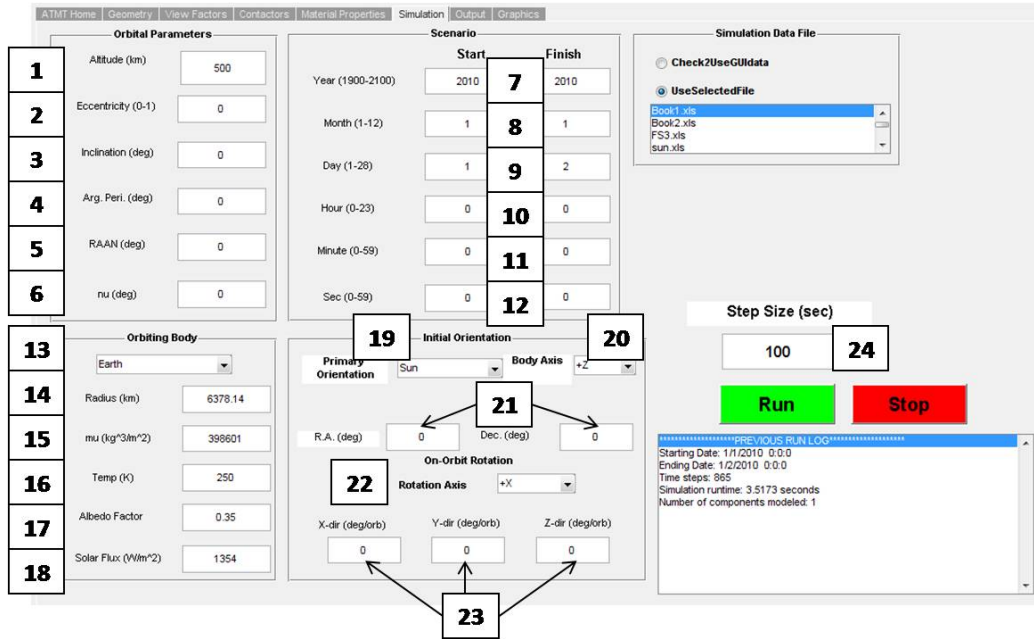 ATMT Home Geometry View Factors Contactors Material Properties Simulation Output Graphics
Orbital Parameters
1 Altitude (km) 500
2 Eccentricity (0-1) 0
3 Inclination (deg) 0
4 Arg. Peri. (deg) 0
5 RAAN (deg) 0
6 nu (deg) 0
Scenario
Start Finish
Year (1900-2100) 2010 7 2010
Month (1-12) 1 8 1
Day (1-28) 1 9 2
Hour (0-23) 0 10 0
Minute (0-59) 0 11 0
Sec (0-59) 0 12 0
Simulation Data File
Check2UseGUIdata
UseSelectedFile
Book1.xls
Book2.xls
FS3.xls
sun.xls
Orbiting Body
13 Earth
14 Radius (km) 6378.14
15 mu (kg^3/m^2) 398601
16 Temp (K) 250
17 Albedo Factor 0.35
18 Solar Flux (W/m^2) 1354
Initial Orientation
19 20
Primary Orientation Sun Body Axis +Z
21
R.A. (deg) 0 Dec. (deg) 0
On-Orbit Rotation
22 Rotation Axis +X
X-dir (deg/orb) Y-dir (deg/orb) Z-dir (deg/orb)
0 0 0
23
Step Size (sec)
100 24
Run Stop
********************PREVIOUS RUN LOG********************
Starting Date: 1/1/2010 0:0:0
Ending Date: 1/2/2010 0:0:0
Time steps: 865
Simulation runtime: 3.5173 seconds
Number of components modeled: 1